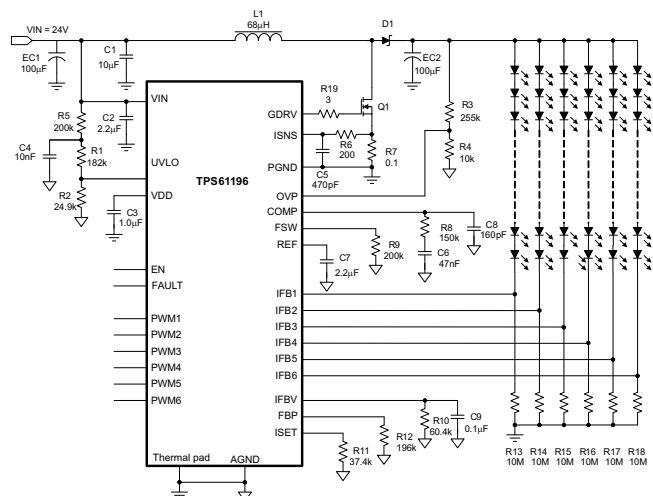 L1
68µH
D1
VIN = 24V
EC1
100µF
C1
10µF
EC2
100µF
R19
3
Q1
R3
255k
R4
10k
R5
200k
C2
2.2µF
C4
10nF
R1
182k
R2
24.9k
C3
1.0µF
VIN
UVLO
VDD
EN
FAULT
PWM1
PWM2
PWM3
PWM4
PWM5
PWM6
Thermal pad
AGND
TPS61196
GDRV
ISNS
PGND
OVP
COMP
FSW
REF
IFB1
IFB2
IFB3
IFB4
IFB5
IFB6
IFBV
FBP
ISET
R6
200
R7
0.1
C5
470pF
R8
150k
C8
160pF
R9
200k
C6
47nF
C7
2.2µF
R10
60.4k
C9
0.1µF
R12
196k
R11
37.4k
R13 R14 R15 R16 R17 R18
10M 10M 10M 10M 10M 10M